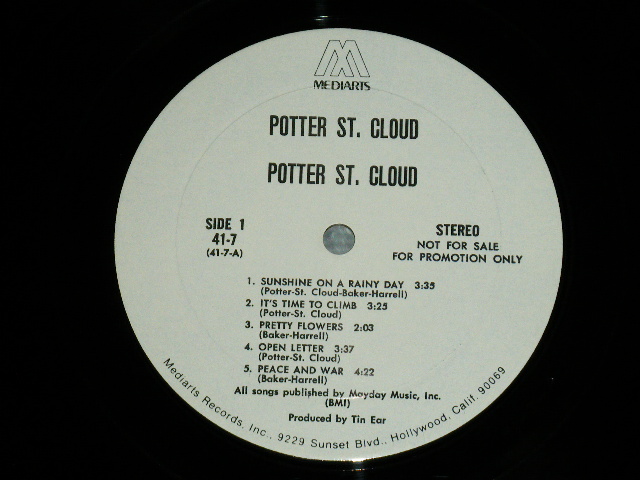 MEDIARTS
POTTER ST. CLOUD
POTTER ST. CLOUD
SIDE 1
41-7
(41-7-A)
STEREO
NOT FOR SALE
FOR PROMOTION ONLY
1. SUNSHINE ON A RAINY DAY 3:35
(Potter-St. Cloud-Baker-Harrell)
2. IT'S TIME TO CLIMB 3:25
(Potter-St. Cloud)
3. PRETTY FLOWERS 2:03
(Baker-Harrell)
4. OPEN LETTER 3:37
(Potter-St. Cloud)
5. PEACE AND WAR 4:22
(Baker-Harrell)
All songs published by Mayday Music, Inc.
(BMI)
Produced by Tin Ear
Mediarts Records, Inc., 9229 Sunset Blvd., Hollywood, Calif. 90069